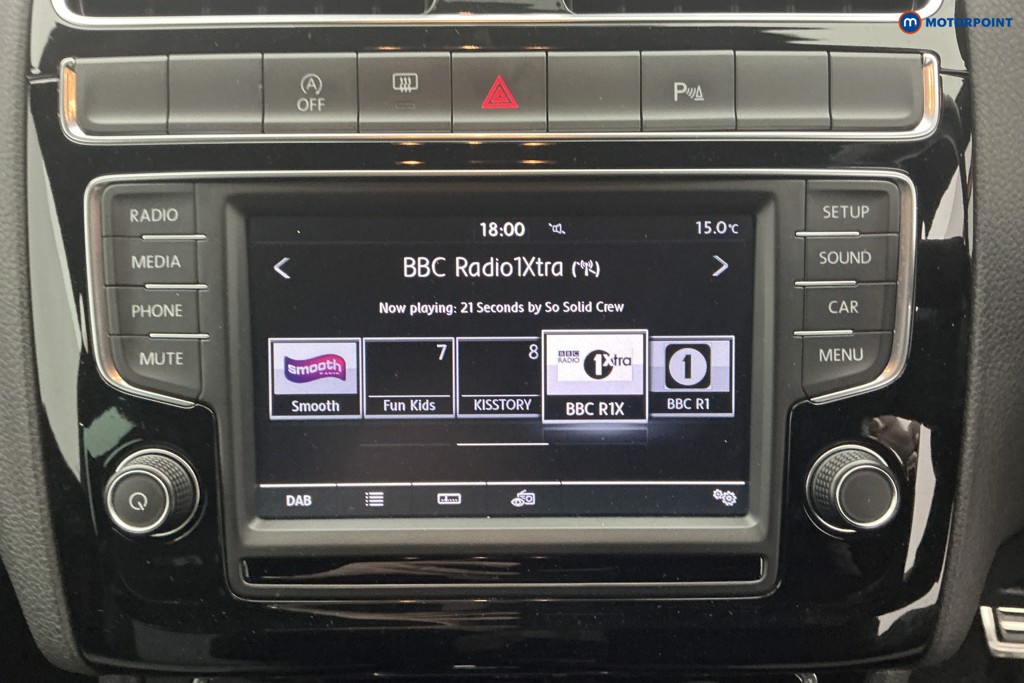 m MOTORPOINT
OFF
P
RADIO
MEDIA
PHONE
MUTE
SETUP
SOUND
CAR
MENU
18:00
15.0°C
< BBC Radio1Xtra >
Now playing: 21 Seconds by So Solid Crew
smooth
RADIO
Smooth
7
Fun Kids
8
KISSTORY
BBC
RADIO
1Xtra
BBC R1X
1
BBC R1
DAB